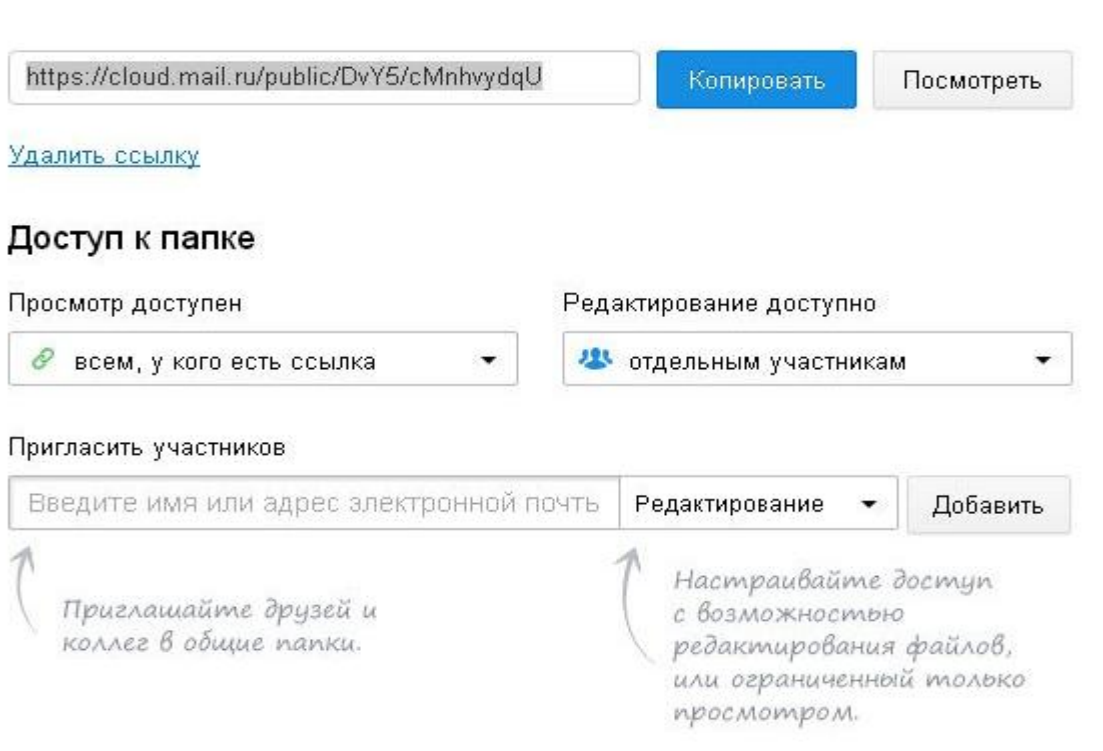 https://cloud.mail.ru/public/DvY5/cMnhvydqU
Копировать
Посмотреть
Удалить ссылку
Доступ к папке
Просмотр доступен
Редактирование доступно
всем, у кого есть ссылка
отдельным участникам
Пригласить участников
Введите имя или адрес электронной почть
Редактирование
Добавить
Приглашайте друзей и
коллег в общие папки.
Настраивайте доступ
с возможностью
редактирования файлов,
или ограниченный только
просмотром.